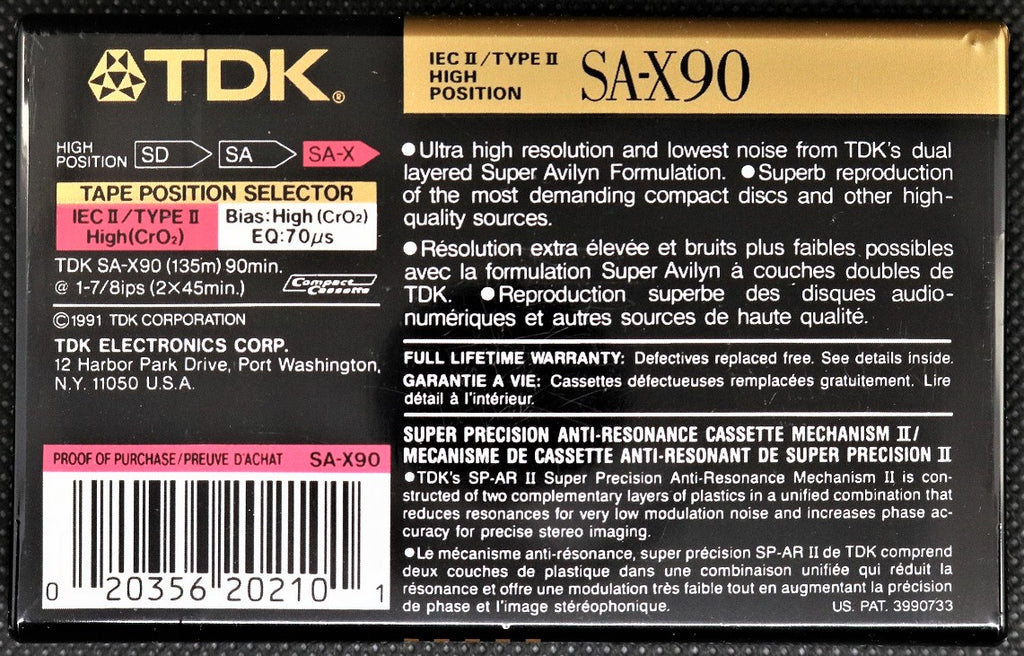 TDK®
IEC II/TYPE II
HIGH
POSITION
SA-X90
HIGH
POSITION
SD
SA
SA-X
TAPE POSITION SELECTOR
IEC II/TYPE II
High(CrO₂)
Bias:High (CrO₂)
EQ:70µs
TDK SA-X90 (135m) 90min.
@ 1-7/8ips (2×45min.)
Compact
Cassette
©1991 TDK CORPORATION
TDK ELECTRONICS CORP.
12 Harbor Park Drive, Port Washington,
N.Y. 11050 U.S.A.
PROOF OF PURCHASE/PREUVE D'ACHAT SA-X90
0 20356 20210 1
●Ultra high resolution and lowest noise from TDK's dual
layered Super Avilyn Formulation. ●Superb reproduction
of the most demanding compact discs and other high-
quality sources.
●Résolution extra élevée et bruits plus faibles possibles
avec la formulation Super Avilyn à couches doubles de
TDK. ●Reproduction superbe des disques audio-
numériques et autres sources de haute qualité.
FULL LIFETIME WARRANTY: Defectives replaced free. See details inside.
GARANTIE A VIE: Cassettes défectueuses remplacées gratuitement. Lire
détail à l'intérieur.
SUPER PRECISION ANTI-RESONANCE CASSETTE MECHANISM II/
MECANISME DE CASSETTE ANTI-RESONANT DE SUPER PRECISION II
●TDK's SP-AR II Super Precision Anti-Resonance Mechanism II is con-
structed of two complementary layers of plastics in a unified combination that
reduces resonances for very low modulation noise and increases phase ac-
curacy for precise stereo imaging.
●Le mécanisme anti-résonance, super précision SP-AR II de TDK comprend
deux couches de plastique dans une combinaison unifiée qui réduit la
résonance et offre une modulation très faible tout en augmentant la précision
de phase et l'image stéréophonique.
US. PAT. 3990733